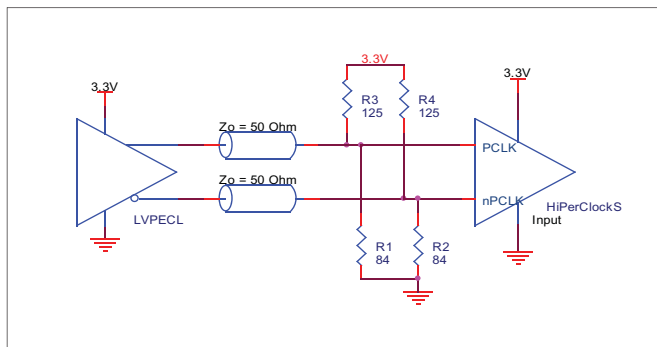 3.3V
3.3V
3.3V
R3
125
R4
125
Zo = 50 Ohm
PCLK
Zo = 50 Ohm
nPCLK
HiPerClockS
Input
LVPECL
R1
84
R2
84